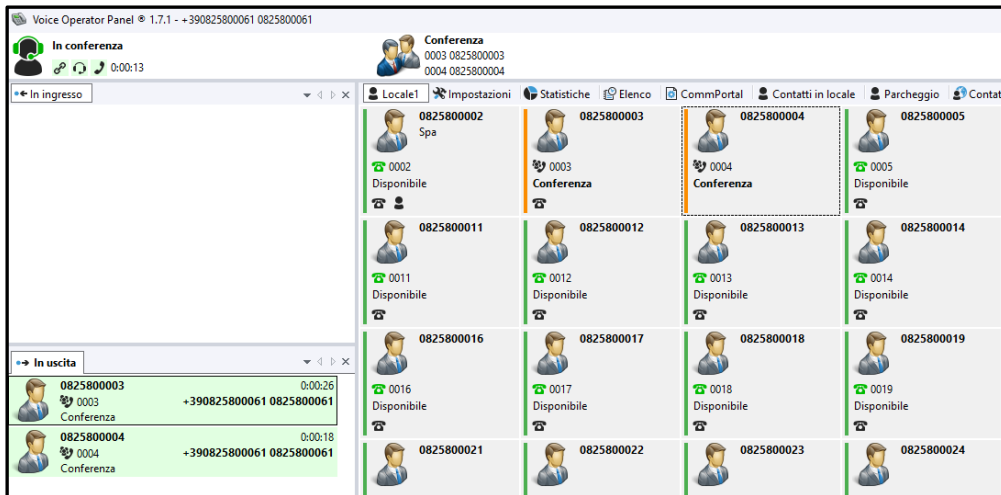 Voice Operator Panel ® 1.7.1 - +390825800061 0825800061
In conferenza
0:00:13
Conferenza
0003 0825800003
0004 0825800004
In ingresso
Locale1 Impostazioni Statistiche Elenco CommPortal Contatti in locale Parcheggio Contat
0825800002 0825800003 0825800004 0825800005
Spa
0002 0003 0004 0005
Disponibile Conferenza Conferenza Disponibile
0825800011 0825800012 0825800013 0825800014
0011 0012 0013 0014
Disponibile Disponibile Disponibile Disponibile
0825800016 0825800017 0825800018 0825800019
0016 0017 0018 0019
Disponibile Disponibile Disponibile Disponibile
0825800021 0825800022 0825800023 0825800024
In uscita
0825800003 0:00:26
0003 +390825800061 0825800061
Conferenza
0825800004 0:00:18
0004 +390825800061 0825800061
Conferenza